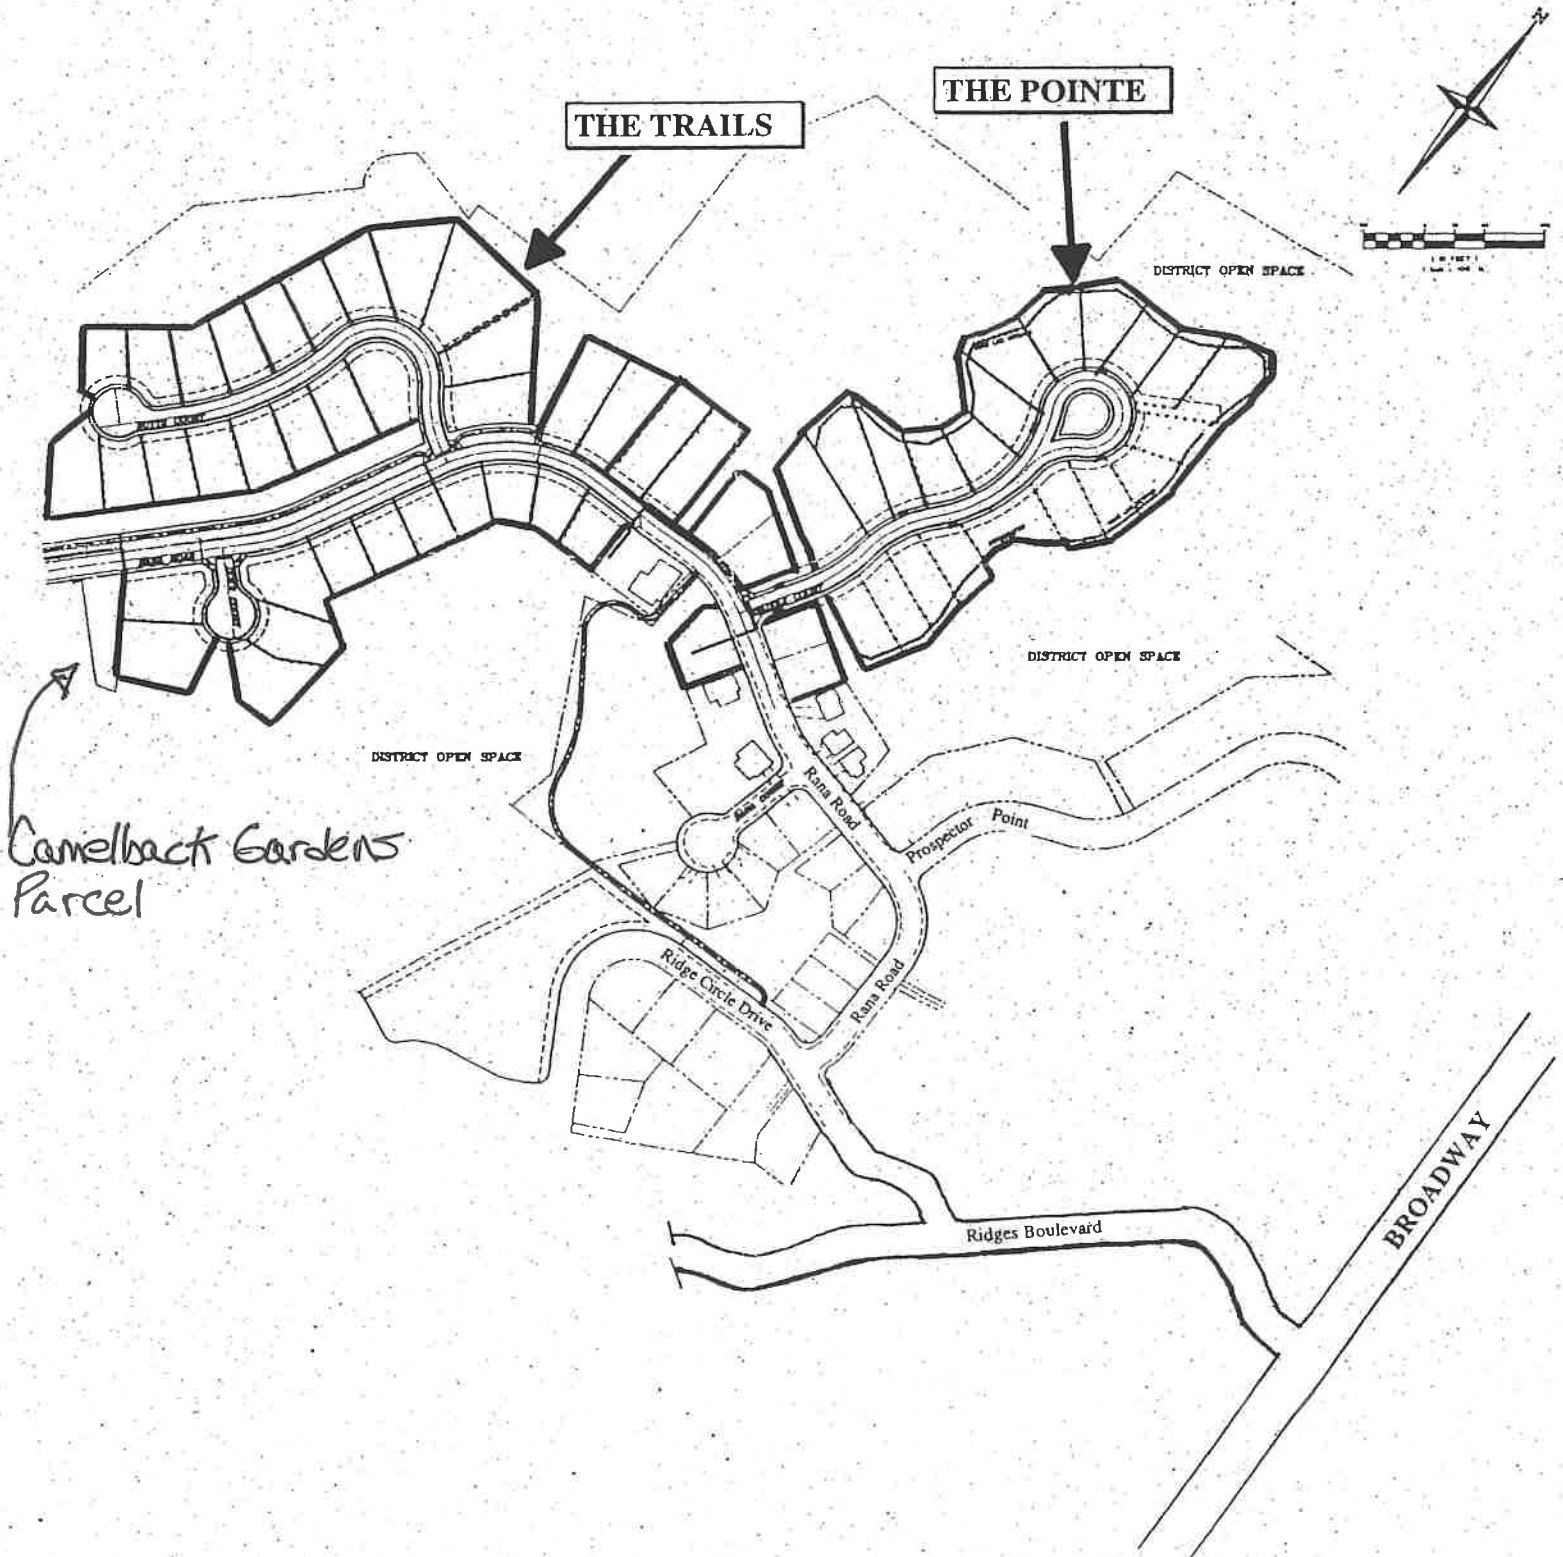 N
THE POINTE
THE TRAILS
DISTRICT OPEN SPACE
DISTRICT OPEN SPACE
DISTRICT OPEN SPACE
Camelback Gardens
Parcel
Rana Road
Prospector Point
Ridge Circle Drive
Rana Road
Ridges Boulevard
BROADWAY